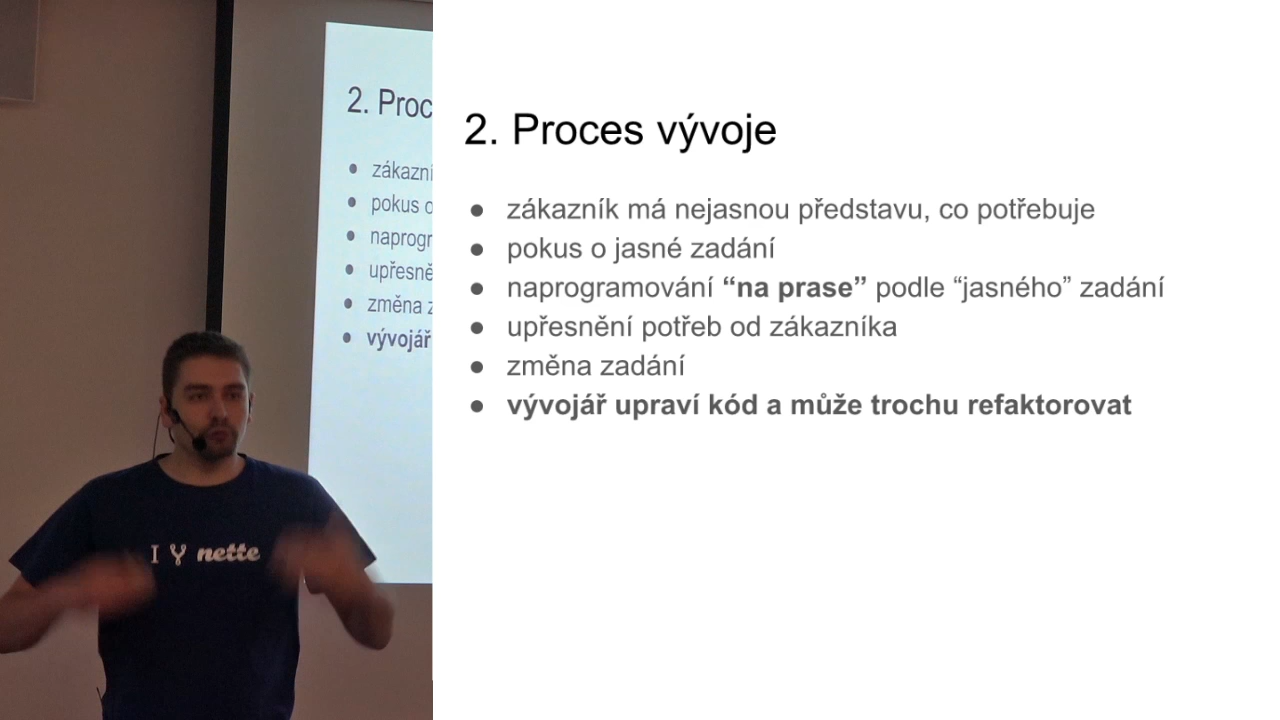 2. Proc
● zákazní
● pokus o
● naprogr
● upřesně
● změna z
● vývojář
I nette
2. Proces vývoje
● zákazník má nejasnou představu, co potřebuje
● pokus o jasné zadání
● naprogramování “na prase” podle “jasného” zadání
● upřesnění potřeb od zákazníka
● změna zadání
● vývojář upraví kód a může trochu refaktorovat